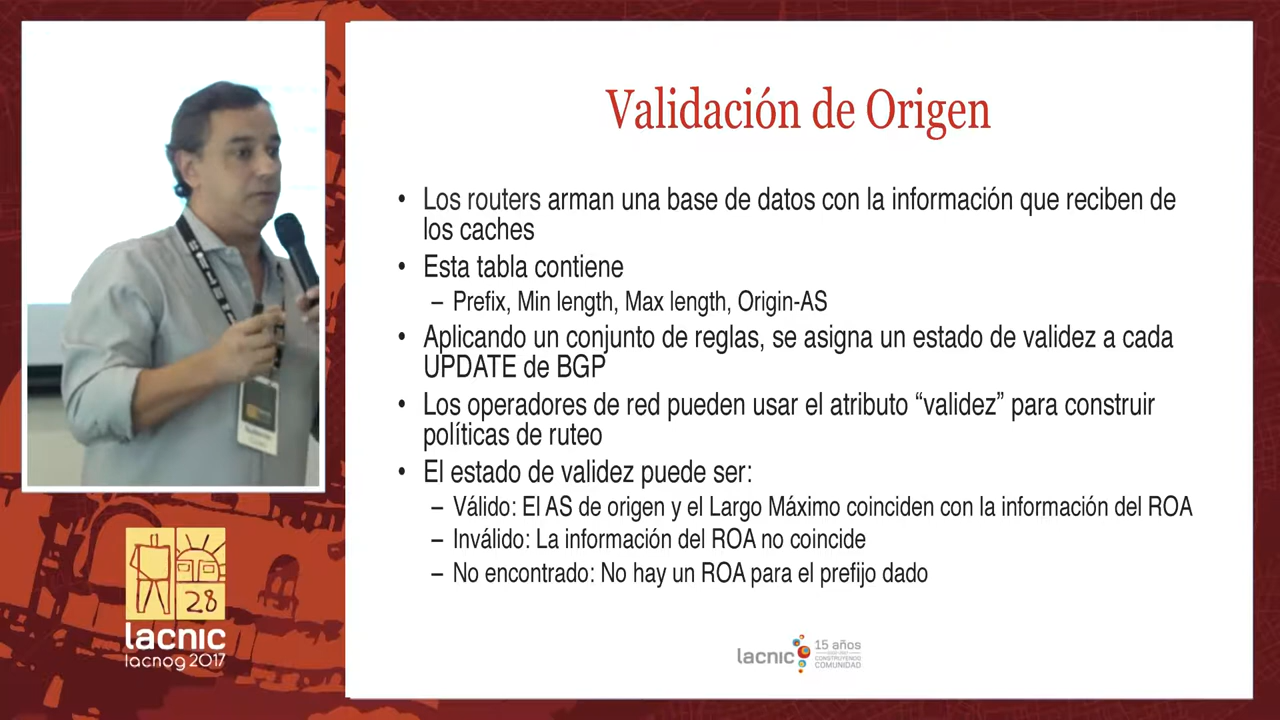 Validación de Origen
• Los routers arman una base de datos con la información que reciben de
los caches
• Esta tabla contiene
– Prefix, Min length, Max length, Origin-AS
• Aplicando un conjunto de reglas, se asigna un estado de validez a cada
UPDATE de BGP
• Los operadores de red pueden usar el atributo “validez” para construir
políticas de ruteo
• El estado de validez puede ser:
– Válido: El AS de origen y el Largo Máximo coinciden con la información del ROA
– Inválido: La información del ROA no coincide
– No encontrado: No hay un ROA para el prefijo dado
28
lacnic
lacnog 2017
lacnic
15 años
CONSTRUYENDO
COMUNIDAD